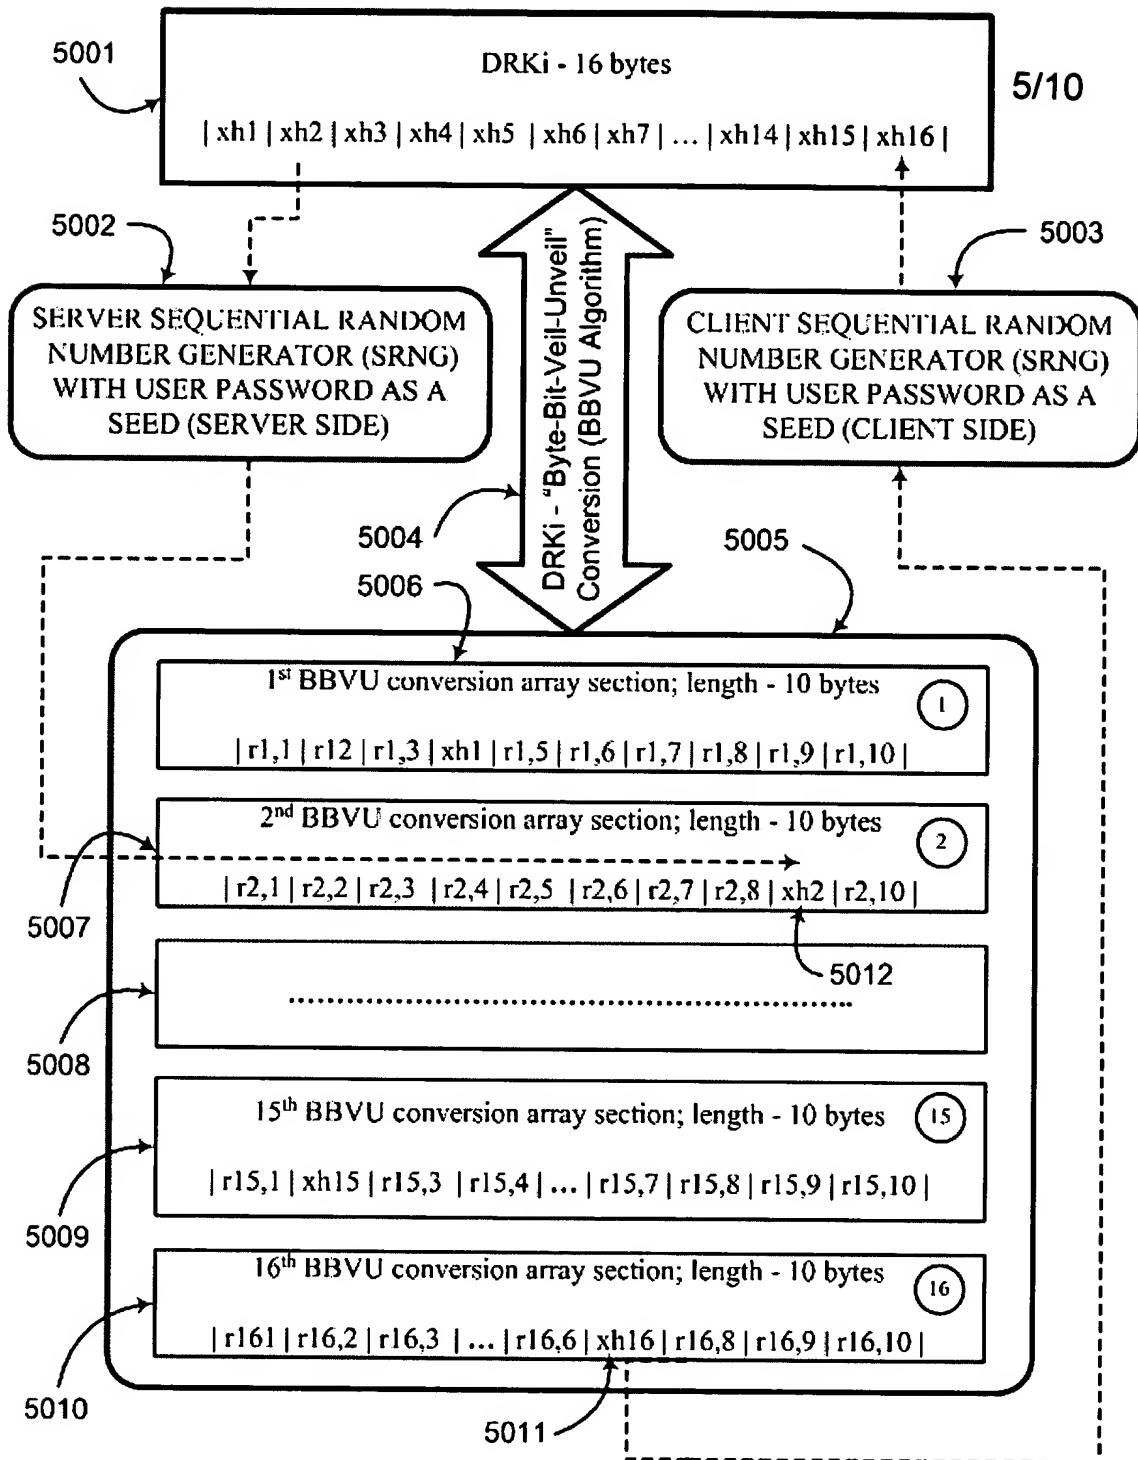 5001
DRKi - 16 bytes
5/10
| xh1 | xh2 | xh3 | xh4 | xh5 | xh6 | xh7 | ... | xh14 | xh15 | xh16 |
5002
5003
SERVER SEQUENTIAL RANDOM
NUMBER GENERATOR (SRNG)
WITH USER PASSWORD AS A
SEED (SERVER SIDE)
DRKi - "Byte-Bit-Veil-Unveil"
Conversion (BBVU Algorithm)
CLIENT SEQUENTIAL RANDOM
NUMBER GENERATOR (SRNG)
WITH USER PASSWORD AS A
SEED (CLIENT SIDE)
5004
5005
5006
1st BBVU conversion array section; length - 10 bytes
1
| r1,1 | r12 | r1,3 | xh1 | r1,5 | r1,6 | r1,7 | r1,8 | r1,9 | r1,10 |
2nd BBVU conversion array section; length - 10 bytes
2
| r2,1 | r2,2 | r2,3 | r2,4 | r2,5 | r2,6 | r2,7 | r2,8 | xh2 | r2,10 |
5007
5012
5008
15th BBVU conversion array section; length - 10 bytes
15
| r15,1 | xh15 | r15,3 | r15,4 | ... | r15,7 | r15,8 | r15,9 | r15,10 |
5009
16th BBVU conversion array section; length - 10 bytes
16
| r161 | r16,2 | r16,3 | ... | r16,6 | xh16 | r16,8 | r16,9 | r16,10 |
5010
5011